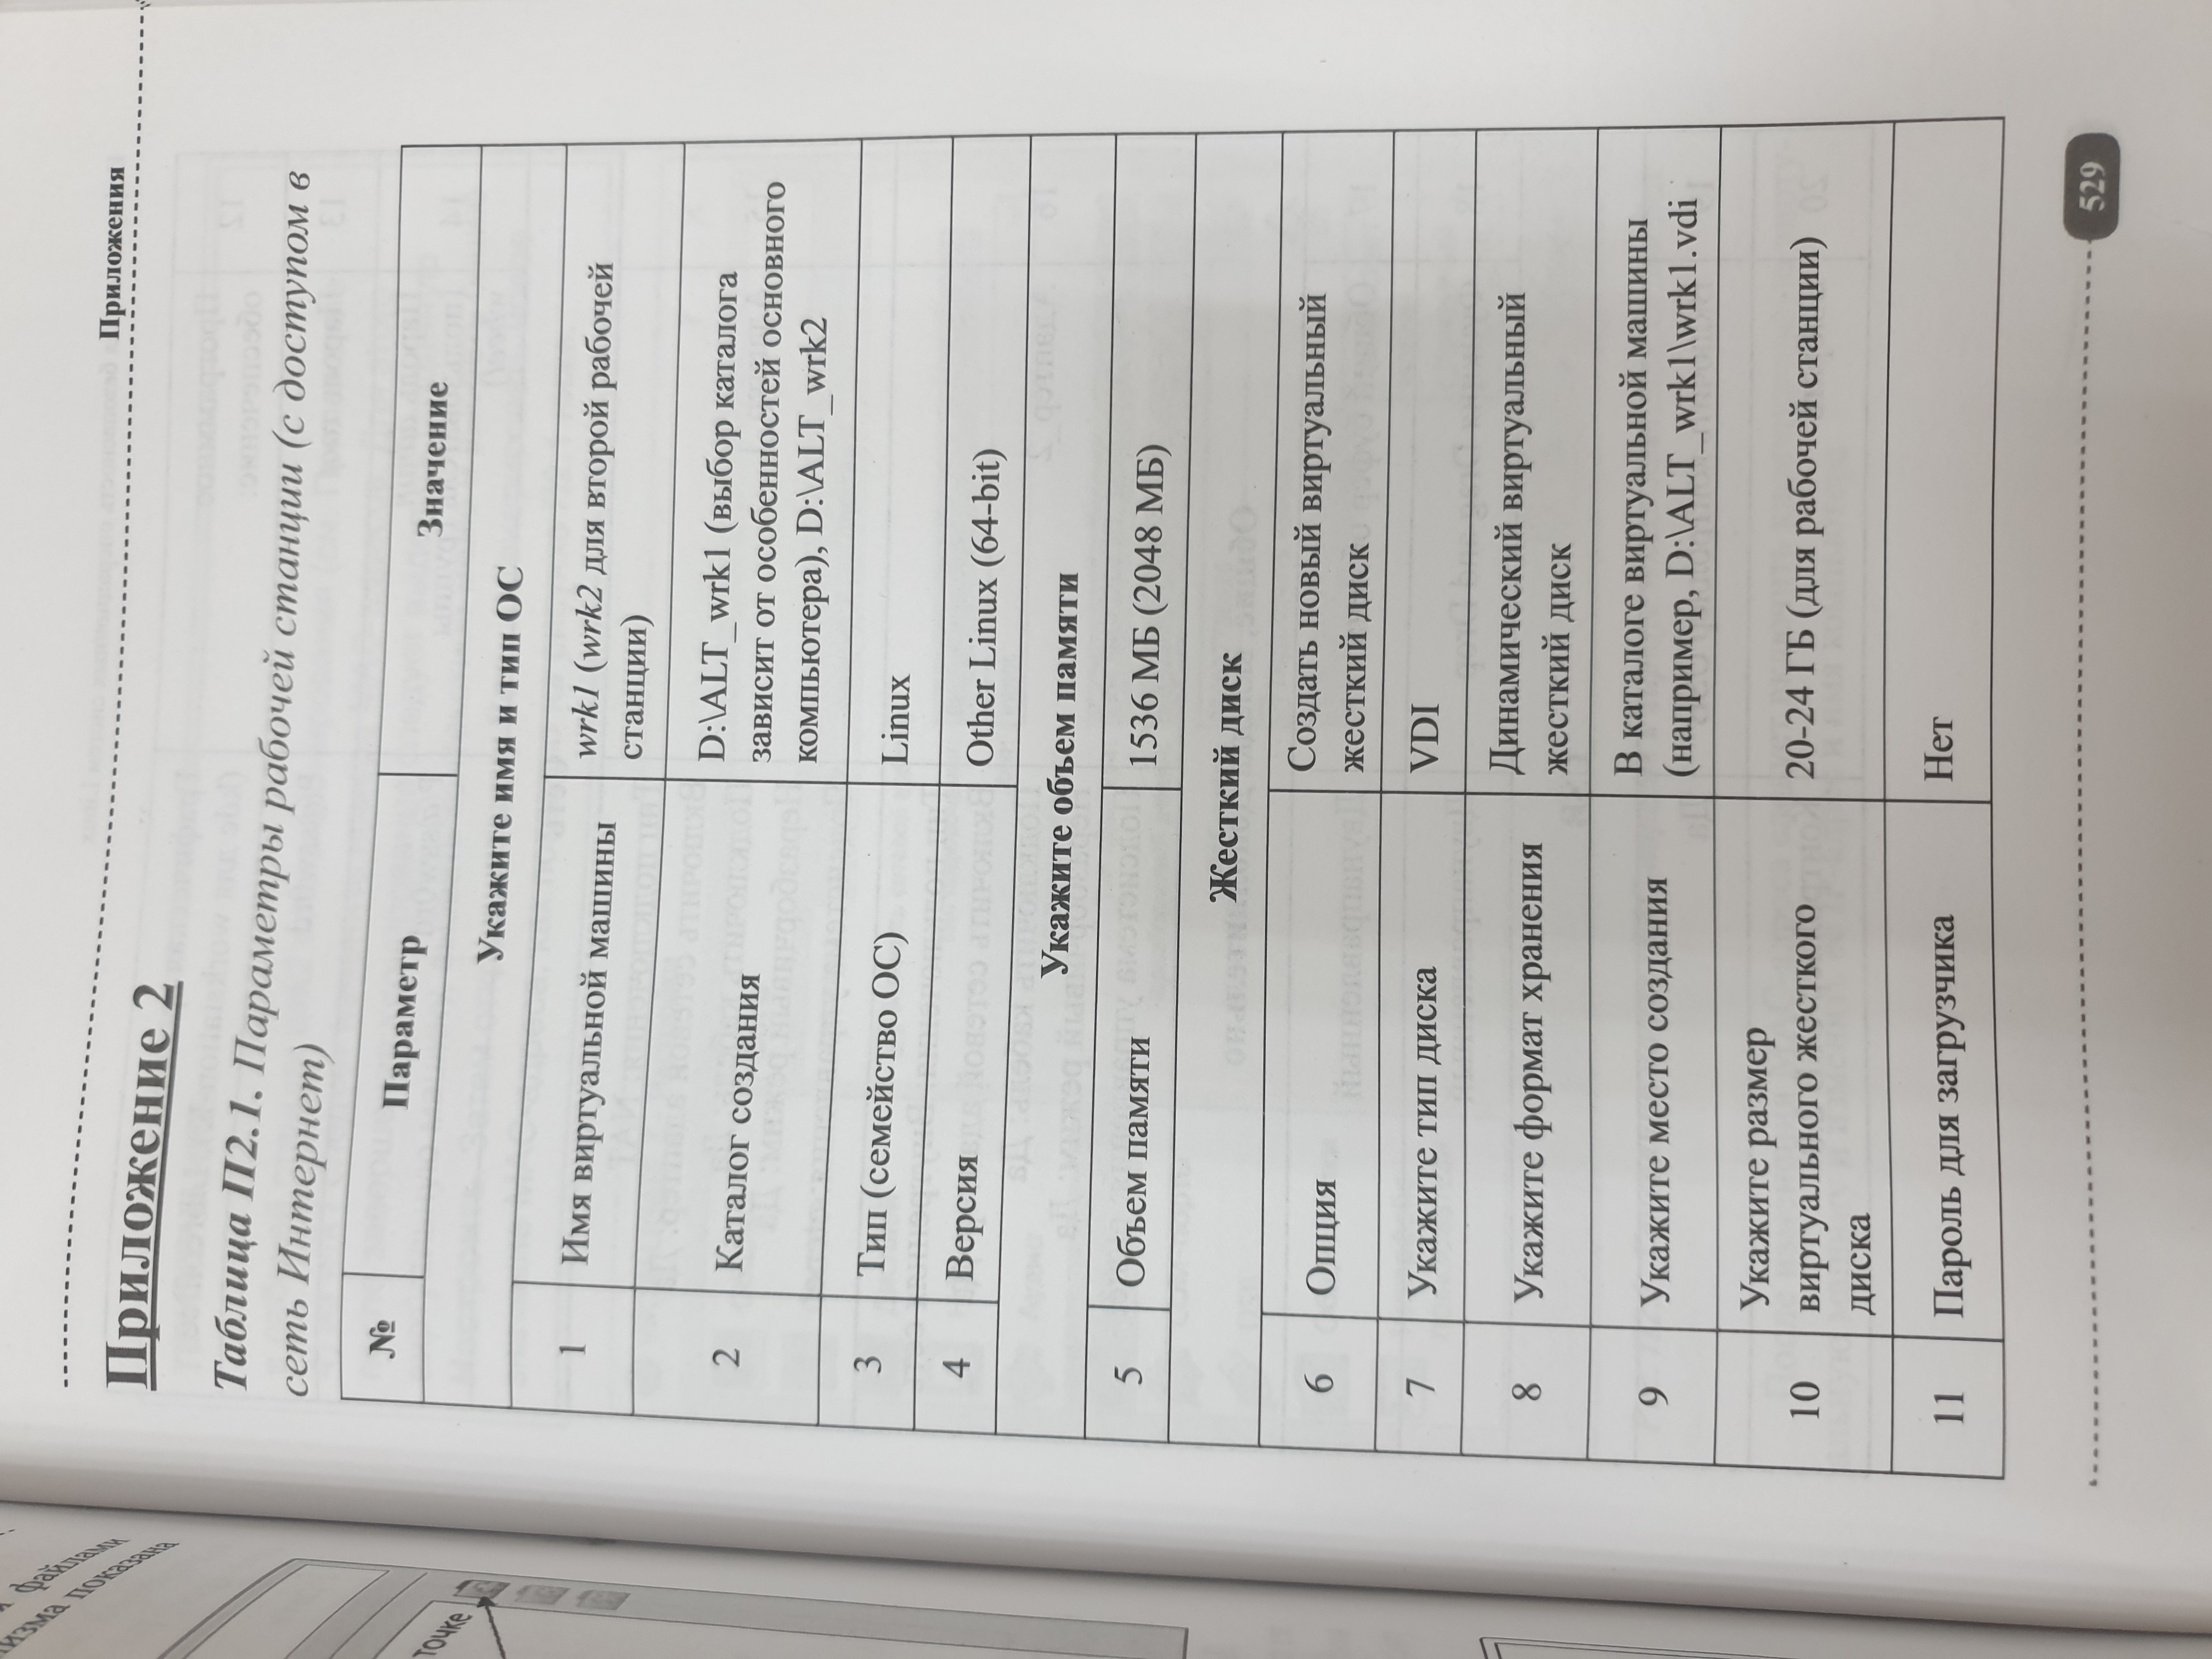 точке
файлами
показана
Приложения
Приложение 2
Таблица П2.1. Параметры рабочей станции (с доступом в
сеть Интернет)
№ Параметр Значение
Укажите имя и тип ОС
1 Имя виртуальной машины wrk1 (wrk2 для второй рабочей
станции)
2 Каталог создания D:\ALT_wrk1 (выбор каталога
зависит от особенностей основного
компьютера), D:\ALT_wrk2
3 Тип (семейство ОС) Linux
4 Версия Other Linux (64-bit)
Укажите объем памяти
5 Объем памяти 1536 МБ (2048 МБ)
Жесткий диск
6 Опция Создать новый виртуальный
жесткий диск
7 Укажите тип диска VDI
8 Укажите формат хранения Динамический виртуальный
жесткий диск
9 Укажите место создания В каталоге виртуальной машины
(например, D:\ALT_wrk1\wrk1.vdi
10 Укажите размер
виртуального жесткого
диска 20-24 ГБ (для рабочей станции)
11 Пароль для загрузчика Нет
529